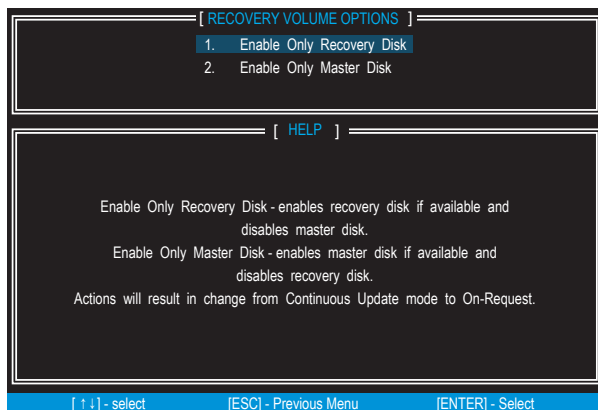 [ RECOVERY VOLUME OPTIONS ]
1. Enable Only Recovery Disk
2. Enable Only Master Disk
[ HELP ]
Enable Only Recovery Disk - enables recovery disk if available and
disables master disk.
Enable Only Master Disk - enables master disk if available and
disables recovery disk.
Actions will result in change from Continuous Update mode to On-Request.
[ ↑↓] - select [ESC] - Previous Menu [ENTER] - Select